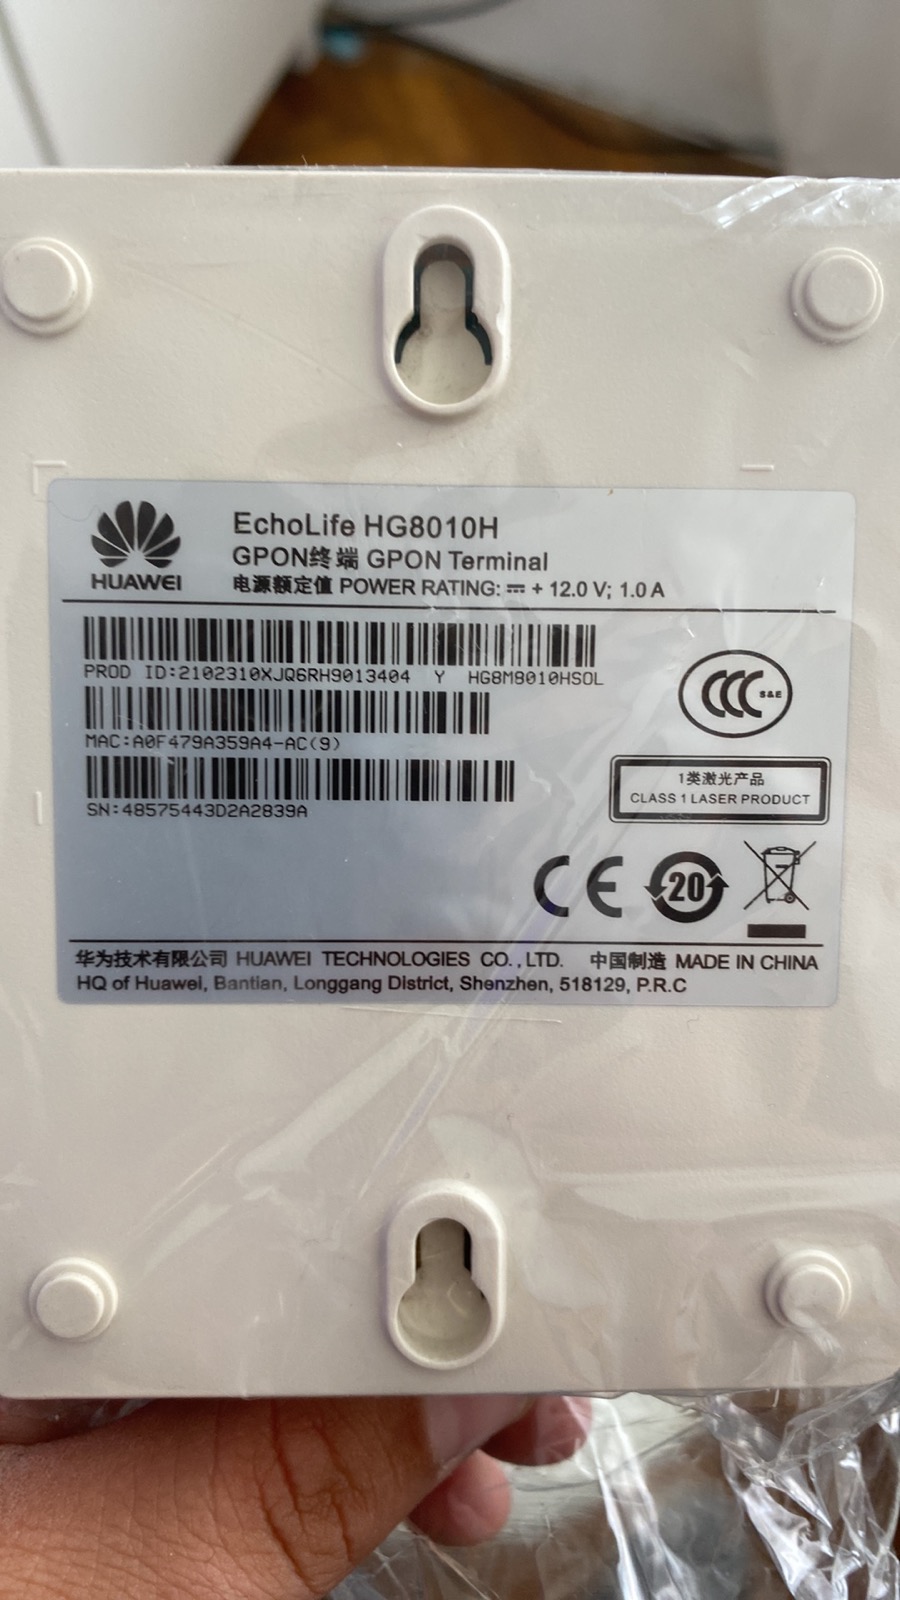 HUAWEI
EchoLife HG8010H
GPON终端 GPON Terminal
电源额定值 POWER RATING: ⎓ + 12.0 V; 1.0 A
PROD ID:2102310XJQ6RH9013404 Y HG8M8010HSOL
MAC:A0F479A359A4-AC(9)
SN:48575443D2A2839A
CCC S&E
1类激光产品
CLASS 1 LASER PRODUCT
CE
20
华为技术有限公司 HUAWEI TECHNOLOGIES CO., LTD. 中国制造 MADE IN CHINA
HQ of Huawei, Bantian, Longgang District, Shenzhen, 518129, P.R.C